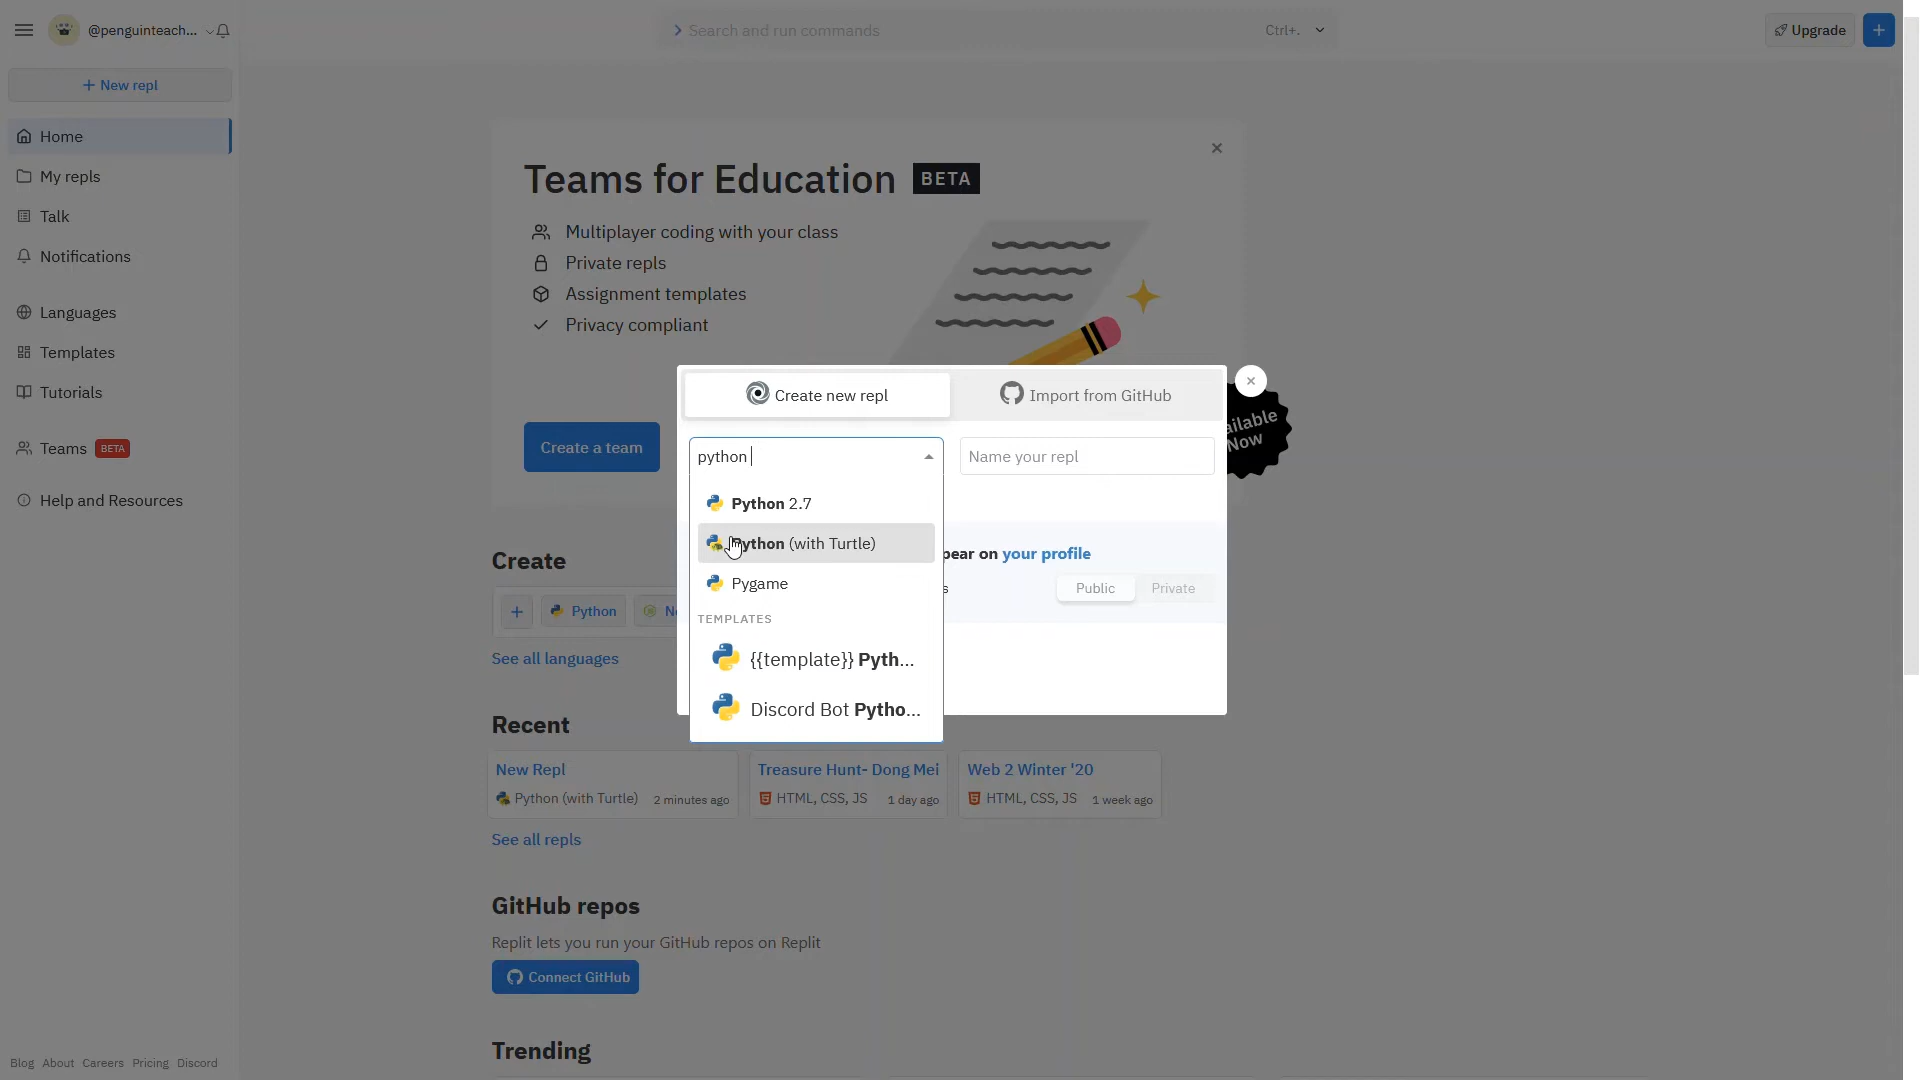 @penguinteach...
Search and run commands
Ctrl+.
Upgrade
+
+ New repl
Home
My repls
Talk
Notifications
Languages
Templates
Tutorials
Teams BETA
Help and Resources
Blog About Careers Pricing Discord
Teams for Education BETA
Multiplayer coding with your class
Private repls
Assignment templates
Privacy compliant
Create a team
Now
Create new repl
Import from GitHub
python
Name your repl
Python 2.7
Python (with Turtle)
Pygame
TEMPLATES
{{template}} Pyth...
Discord Bot Pytho...
pear on your profile
s
Public
Private
Create
+ Python
See all languages
Recent
New Repl
Python (with Turtle) 2 minutes ago
Treasure Hunt- Dong Mei
HTML, CSS, JS 1 day ago
Web 2 Winter '20
HTML, CSS, JS 1 week ago
See all repls
GitHub repos
Replit lets you run your GitHub repos on Replit
Connect GitHub
Trending